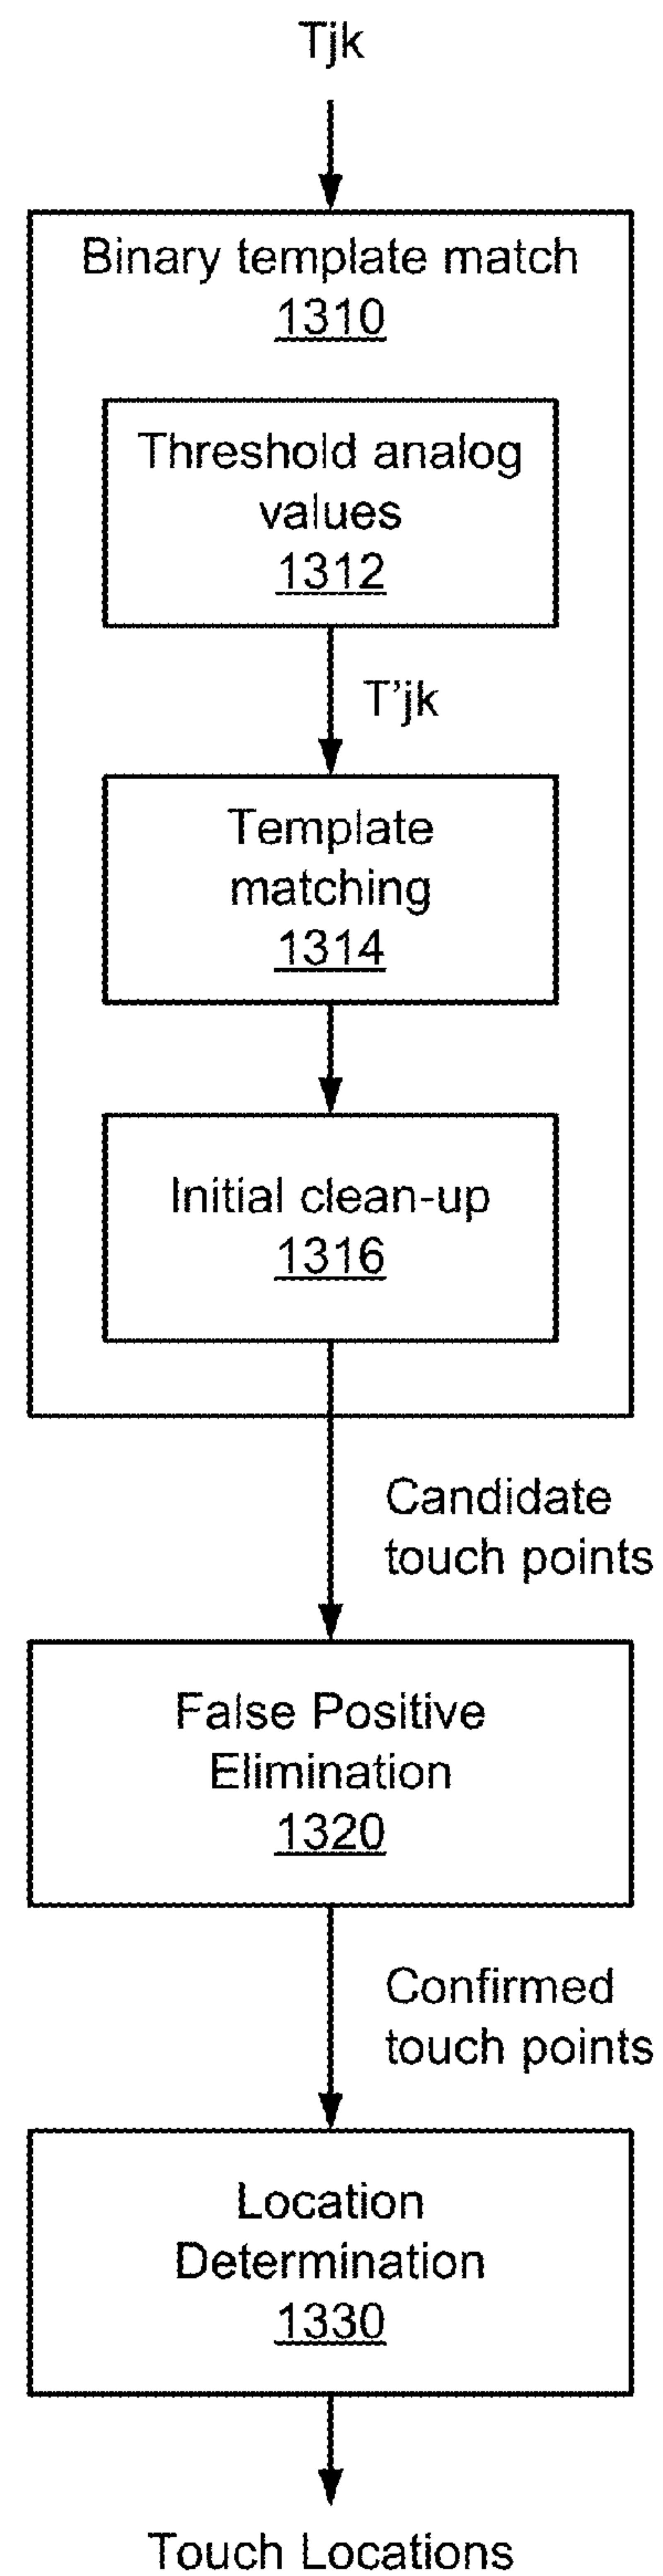 Tjk
Binary template match
1310
Threshold analog
values
1312
T’jk
Template
matching
1314
Initial clean-up
1316
Candidate
touch points
False Positive
Elimination
1320
Confirmed
touch points
Location
Determination
1330
Touch Locations